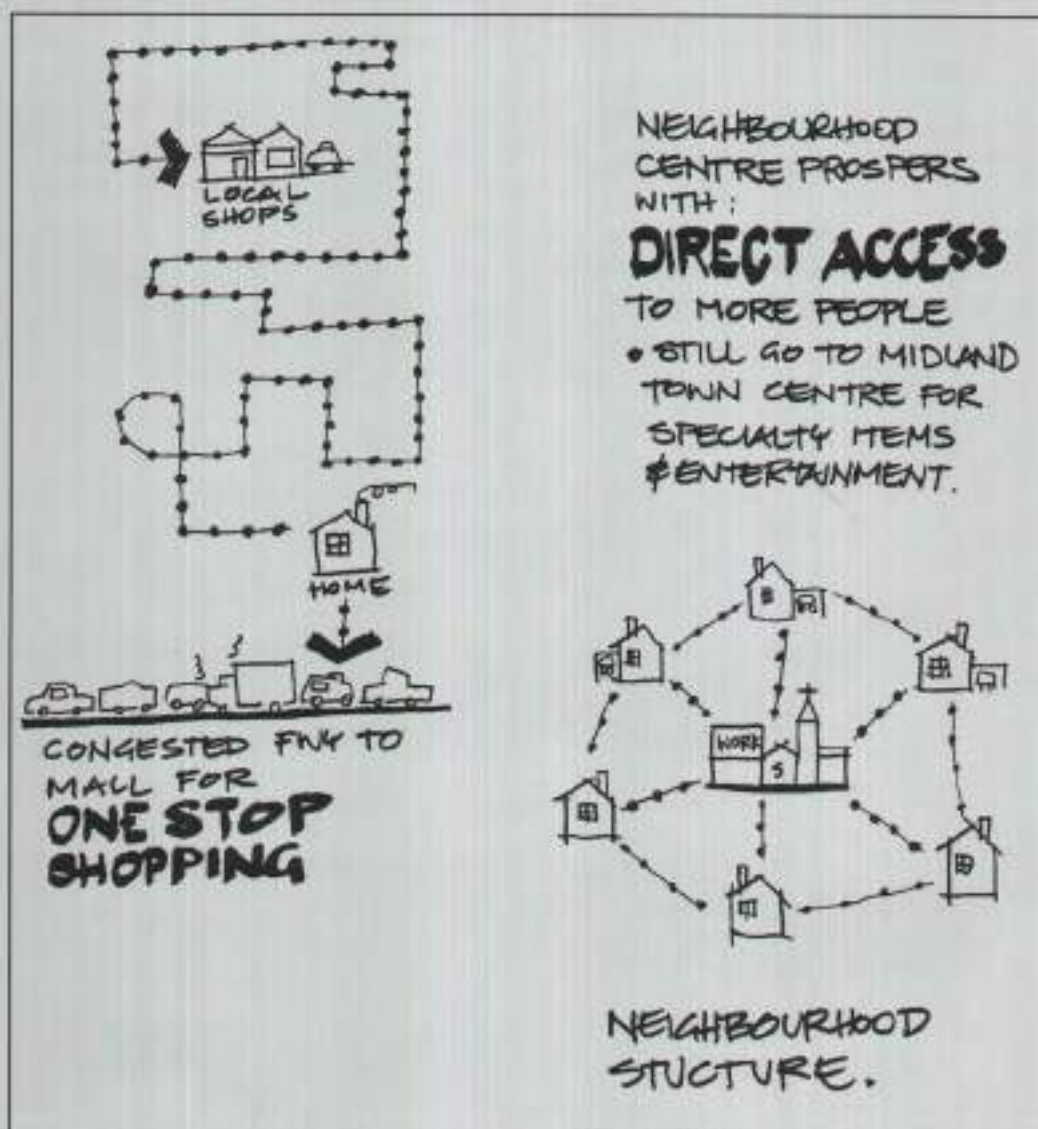 LOCAL
SHOPS
HOME
CONGESTED FWY TO
MALL FOR
ONE STOP
SHOPPING
NEIGHBOURHOOD
CENTRE PROSPERS
WITH:
DIRECT ACCESS
TO MORE PEOPLE
• STILL GO TO MIDLAND
TOWN CENTRE FOR
SPECIALTY ITEMS
& ENTERTAINMENT.
WORK
S
NEIGHBOURHOOD
STUCTURE.